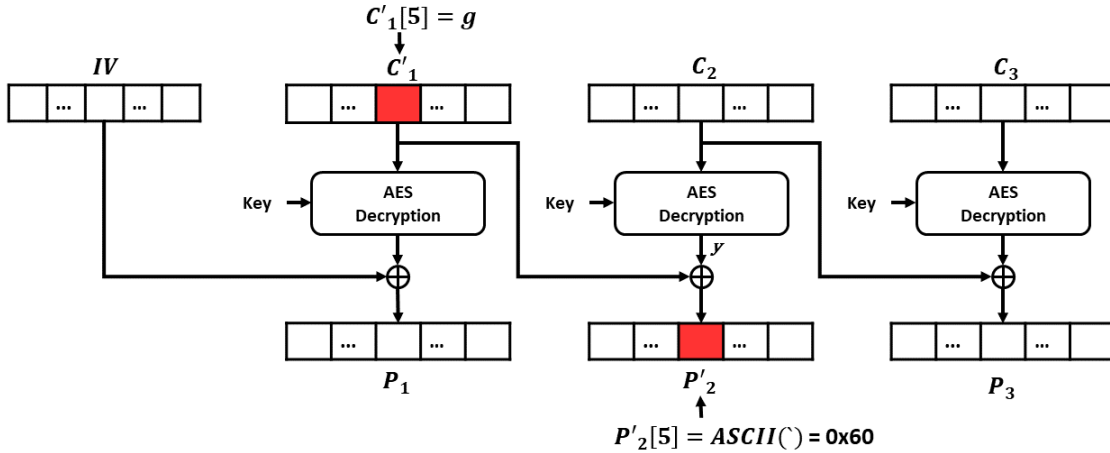 C'₁[5] = g
IV C'₁ C₂ C₃
... ... ... ... ... ... ... ...
Key AES Decryption Key AES Decryption Key AES Decryption
y
... ... ... ... ... ...
P₁ P'₂ P₃
P'₂[5] = ASCII(`) = 0x60